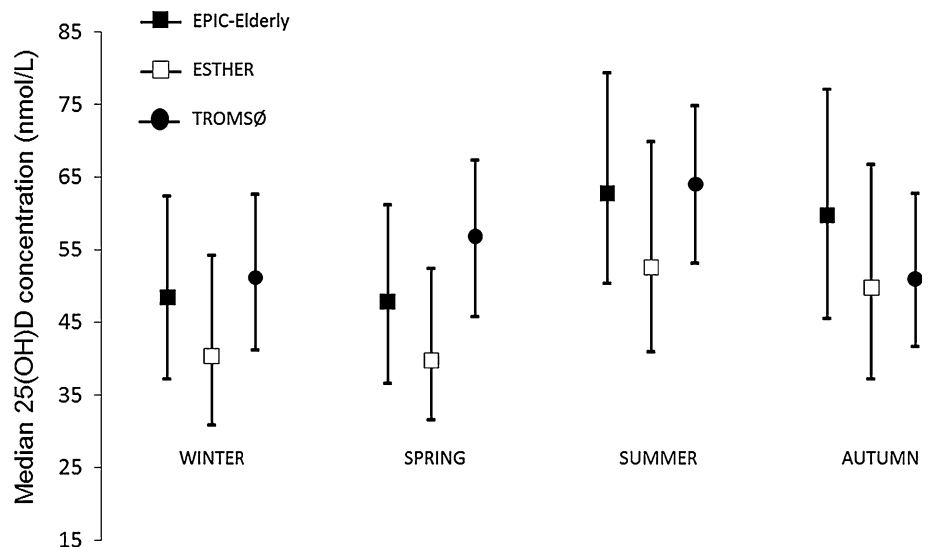 EPIC-Elderly
ESTHER
TROMSØ
Median 25(OH)D concentration (nmol/L)
85
75
65
55
45
35
25
15
WINTER SPRING SUMMER AUTUMN